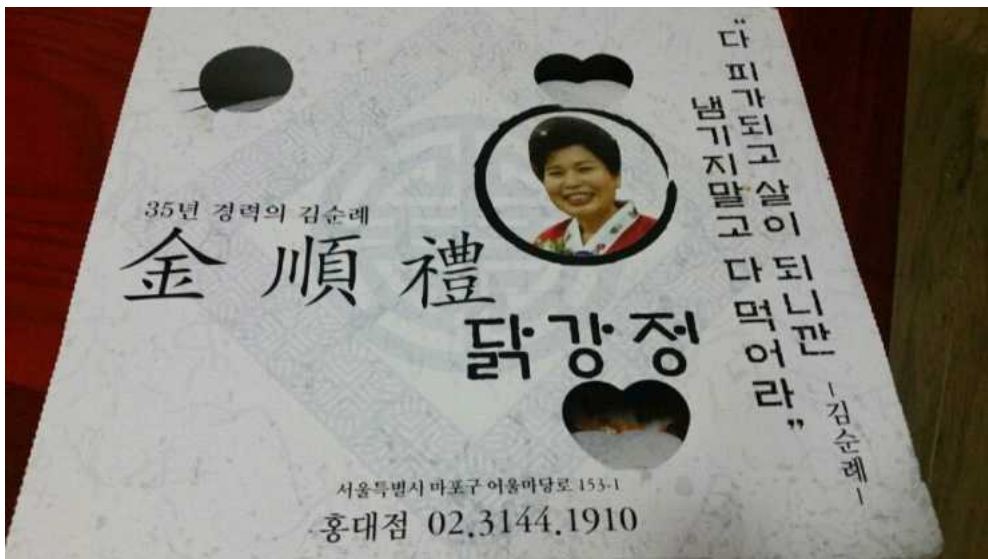 35년 경력의 김순례
金順禮
닭강정
"다 피가되고 살이 되니깐
냄기지말고 다 먹어라"
-김순례-
서울특별시 마포구 어울마당로 153-1
홍대점 02.3144.1910